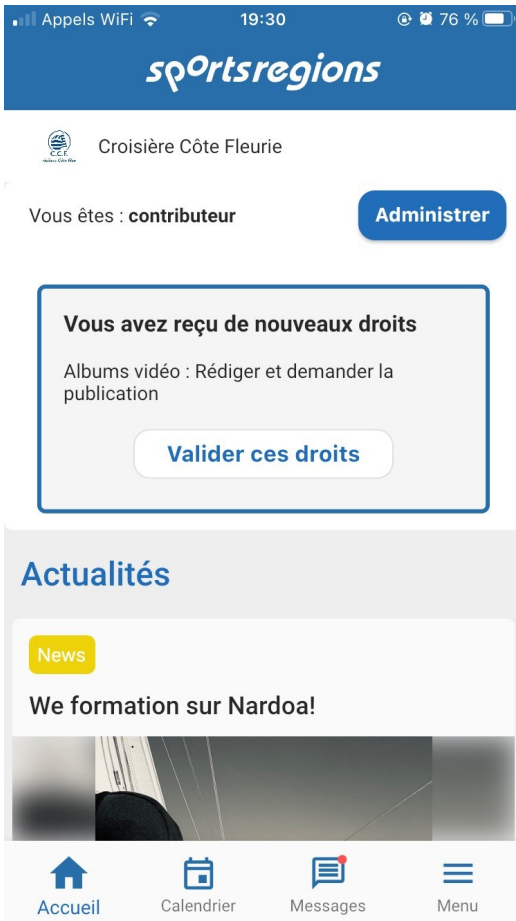 Appels WiFi 19:30 76 %
sportsregions
C.C.F.
Croisière Côte Fleurie
Vous êtes : contributeur
Administrer
Vous avez reçu de nouveaux droits
Albums vidéo : Rédiger et demander la
publication
Valider ces droits
Actualités
News
We formation sur Nardoa!
Accueil Calendrier Messages Menu